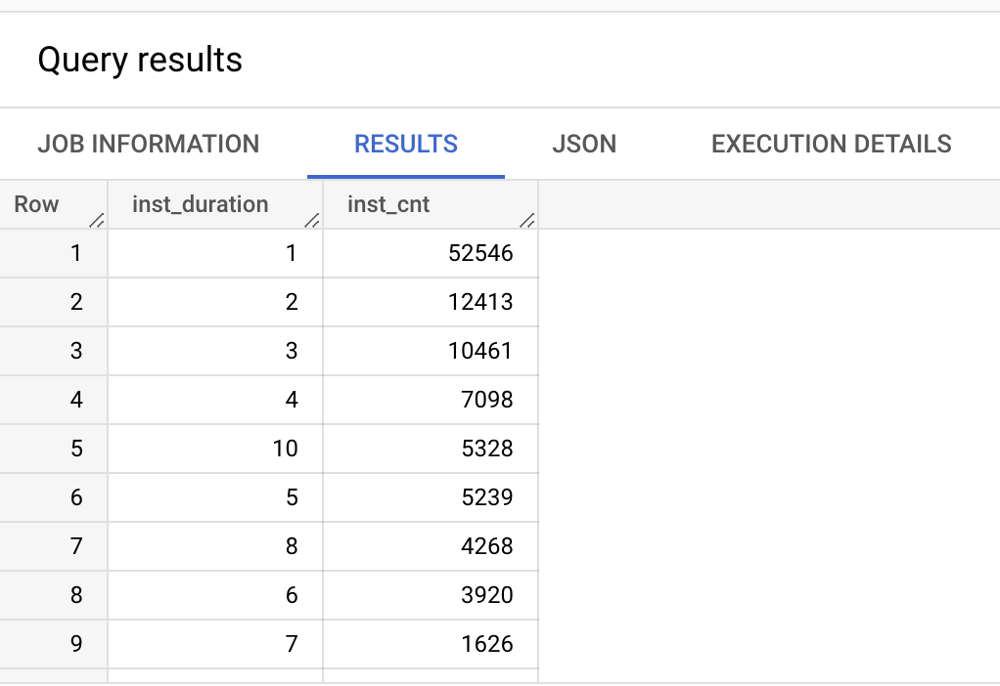 Query results
JOB INFORMATION RESULTS JSON EXECUTION DETAILS
Row inst_duration inst_cnt
1 1 52546
2 2 12413
3 3 10461
4 4 7098
5 10 5328
6 5 5239
7 8 4268
8 6 3920
9 7 1626